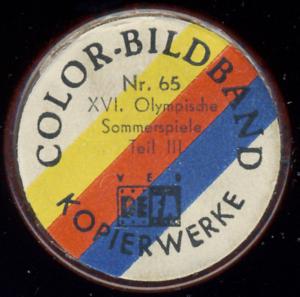 COLOR-BILDBAND
Nr. 65
XVI. Olympische
Sommerspiele
Teil III
VEB
DEFA
KOPIERWERKE